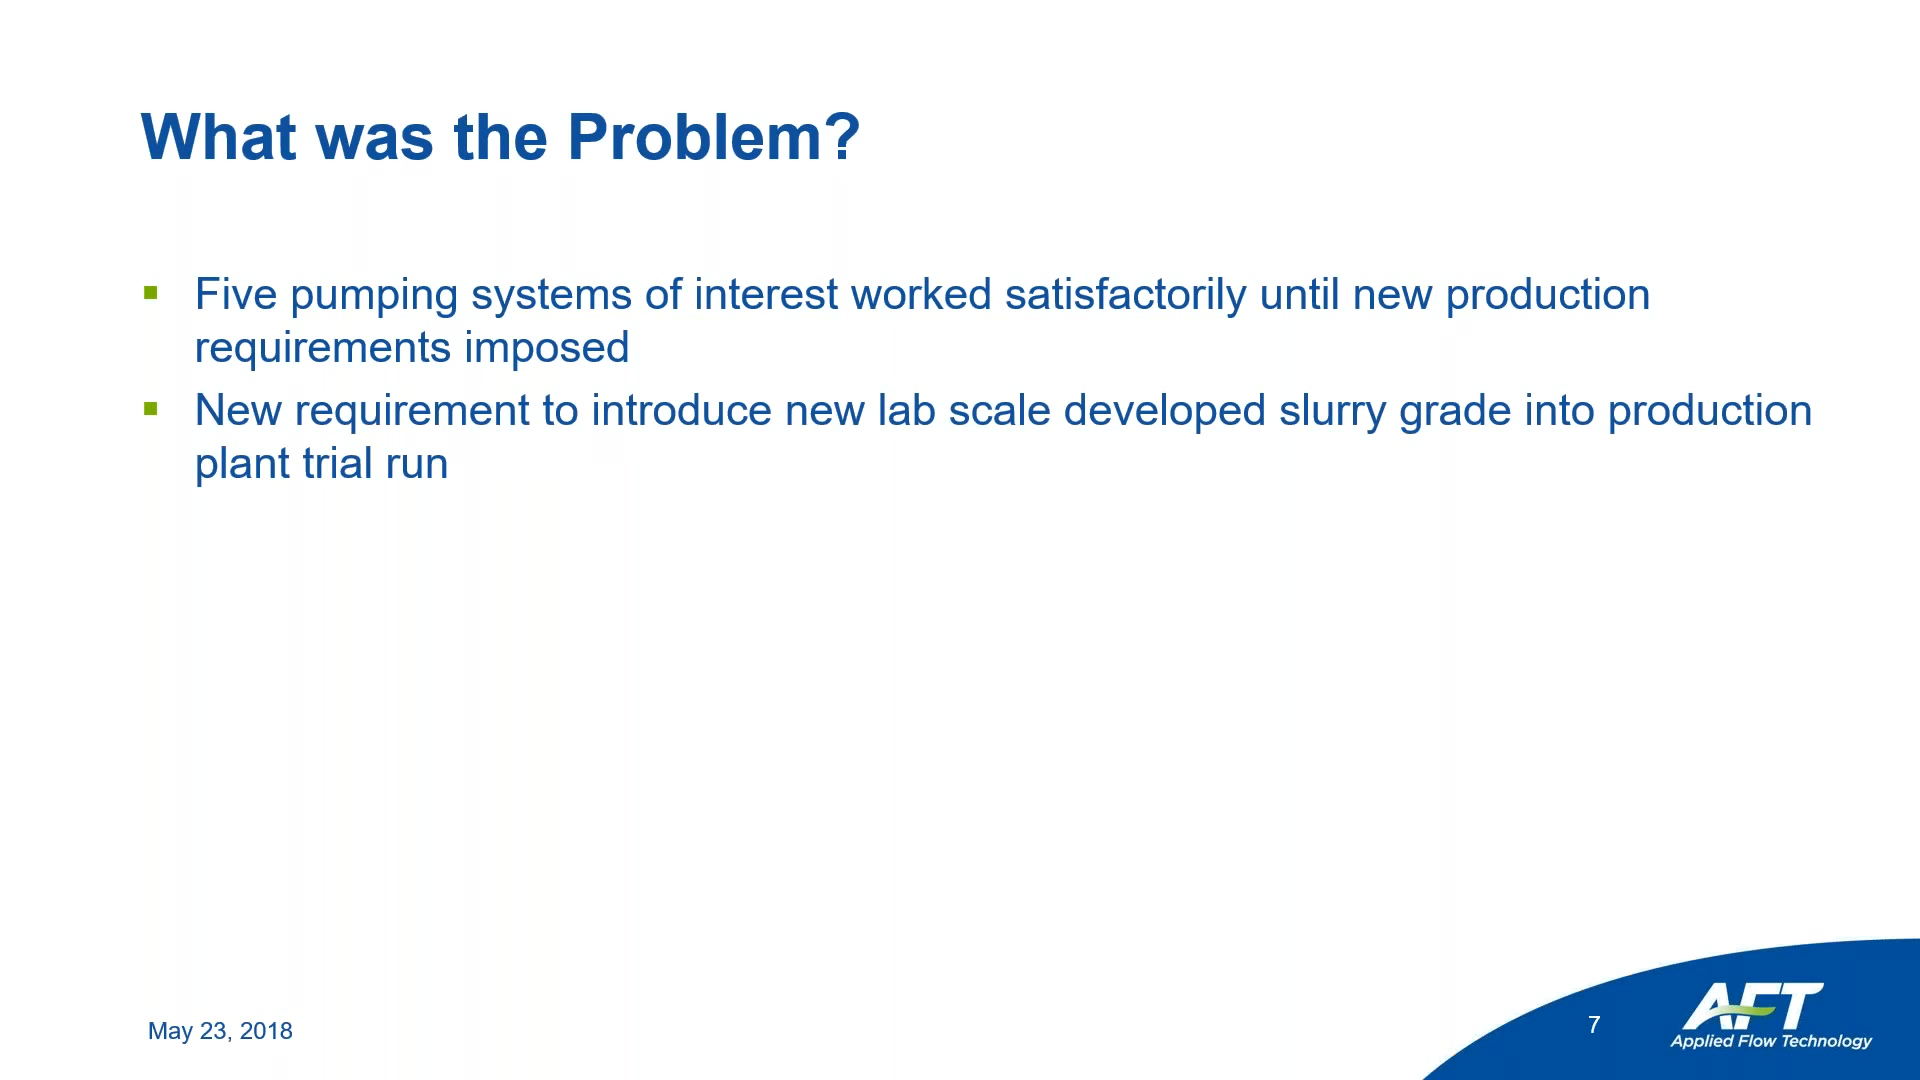 What was the Problem?
▪ Five pumping systems of interest worked satisfactorily until new production
requirements imposed
▪ New requirement to introduce new lab scale developed slurry grade into production
plant trial run
May 23, 2018
7
AFT
Applied Flow Technology